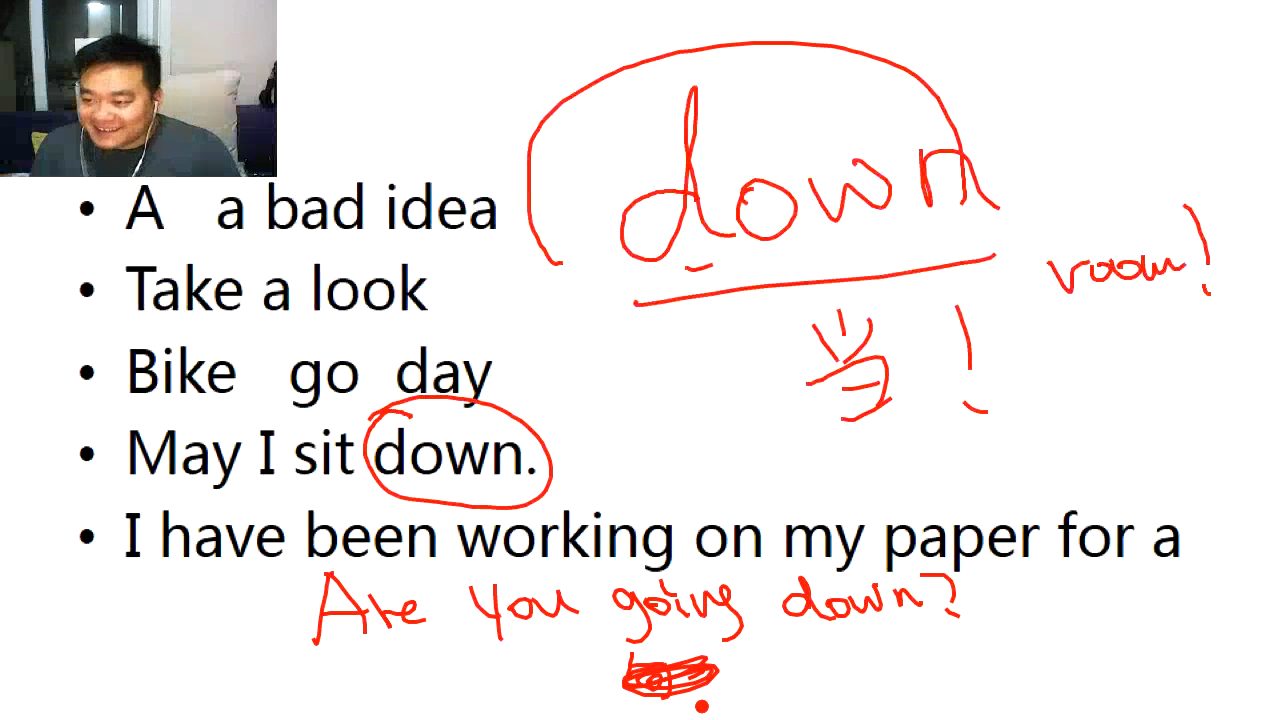 down
room!
当!
• A a bad idea
• Take a look
• Bike go day
• May I sit down.
• I have been working on my paper for a
Are you going down?